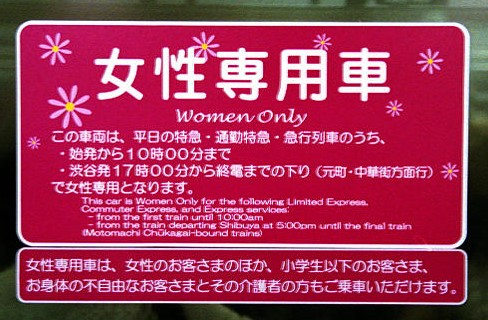 女性専用車
Women Only
この車両は、平日の特急・通勤特急・急行列車のうち、
・始発から10時00分まで
・渋谷発17時00分から終電までの下り（元町・中華街方面行）
で女性専用となります。
This car is Women Only for the following Limited Express,
Commuter Express, and Express services:
– from the first train until 10:00am
– from the train departing Shibuya at 5:00pm until the final train
(Motomachi Chūkagai-bound trains)
女性専用車は、女性のお客さまのほか、小学生以下のお客さま、
お身体の不自由なお客さまとその介護者の方もご乗車いただけます。